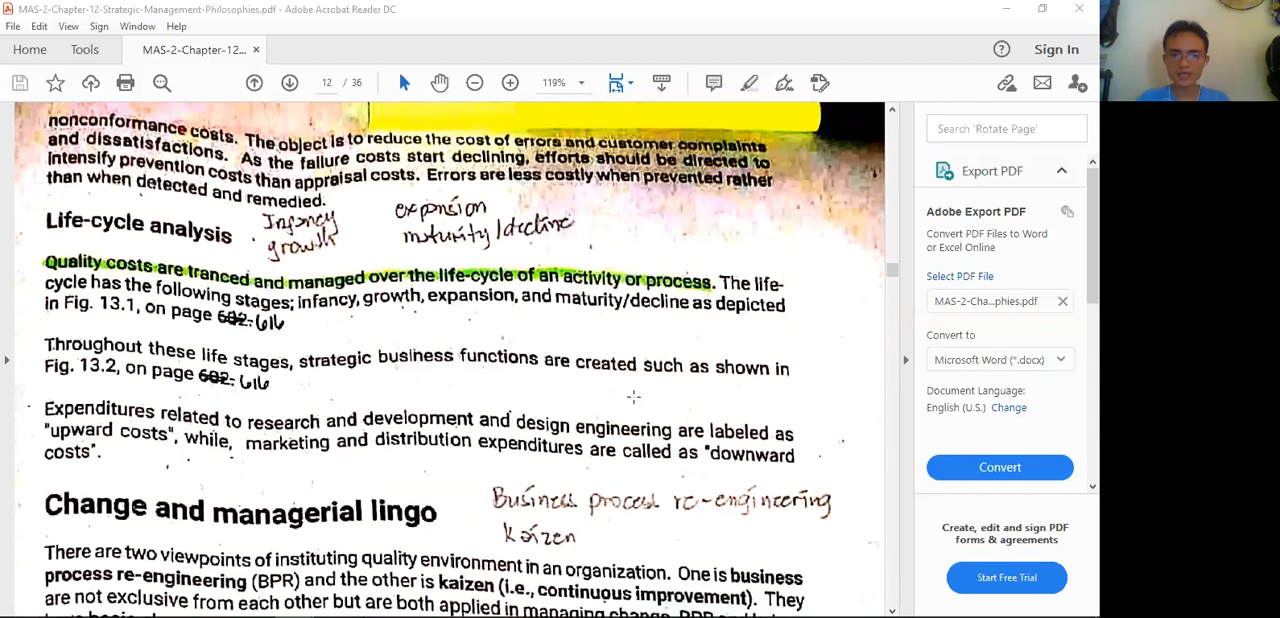 MAS-2-Chapter-12-Strategic-Management-Philosophies.pdf - Adobe Acrobat Reader DC
File Edit View Sign Window Help
Home Tools MAS-2-Chapter-12... × Sign In
12 / 36 119%
nonconformance costs. The object is to reduce the cost of errors and customer complaints
and dissatisfactions. As the failure costs start declining, efforts should be directed to
intensify prevention costs than appraisal costs. Errors are less costly when prevented rather
than when detected and remedied.
Life-cycle analysis
Infancy
growth
expansion
maturity/decline
Quality costs are tranced and managed over the life-cycle of an activity or process. The life-
cycle has the following stages; infancy, growth, expansion, and maturity/decline as depicted
in Fig. 13.1, on page 602. 616
Throughout these life stages, strategic business functions are created such as shown in
Fig. 13.2, on page 602. 616
Expenditures related to research and development and design engineering are labeled as
"upward costs", while, marketing and distribution expenditures are called as "downward
costs".
Change and managerial lingo
Business process re-engineering
kaizen
There are two viewpoints of instituting quality environment in an organization. One is business
process re-engineering (BPR) and the other is kaizen (i.e., continuous improvement). They
are not exclusive from each other but are both applied in managing change.
Search 'Rotate Page'
Export PDF
Adobe Export PDF
Convert PDF Files to Word
or Excel Online
Select PDF File
MAS-2-Cha...phies.pdf
Convert to
Microsoft Word (*.docx)
Document Language:
English (U.S.) Change
Convert
Create, edit and sign PDF
forms & agreements
Start Free Trial